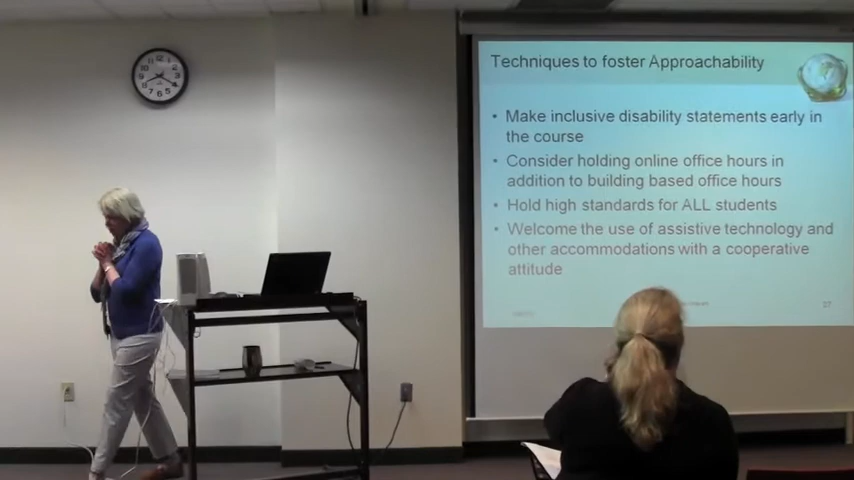 Techniques to foster Approachability
• Make inclusive disability statements early in
the course
• Consider holding online office hours in
addition to building based office hours
• Hold high standards for ALL students
• Welcome the use of assistive technology and
other accommodations with a cooperative
attitude